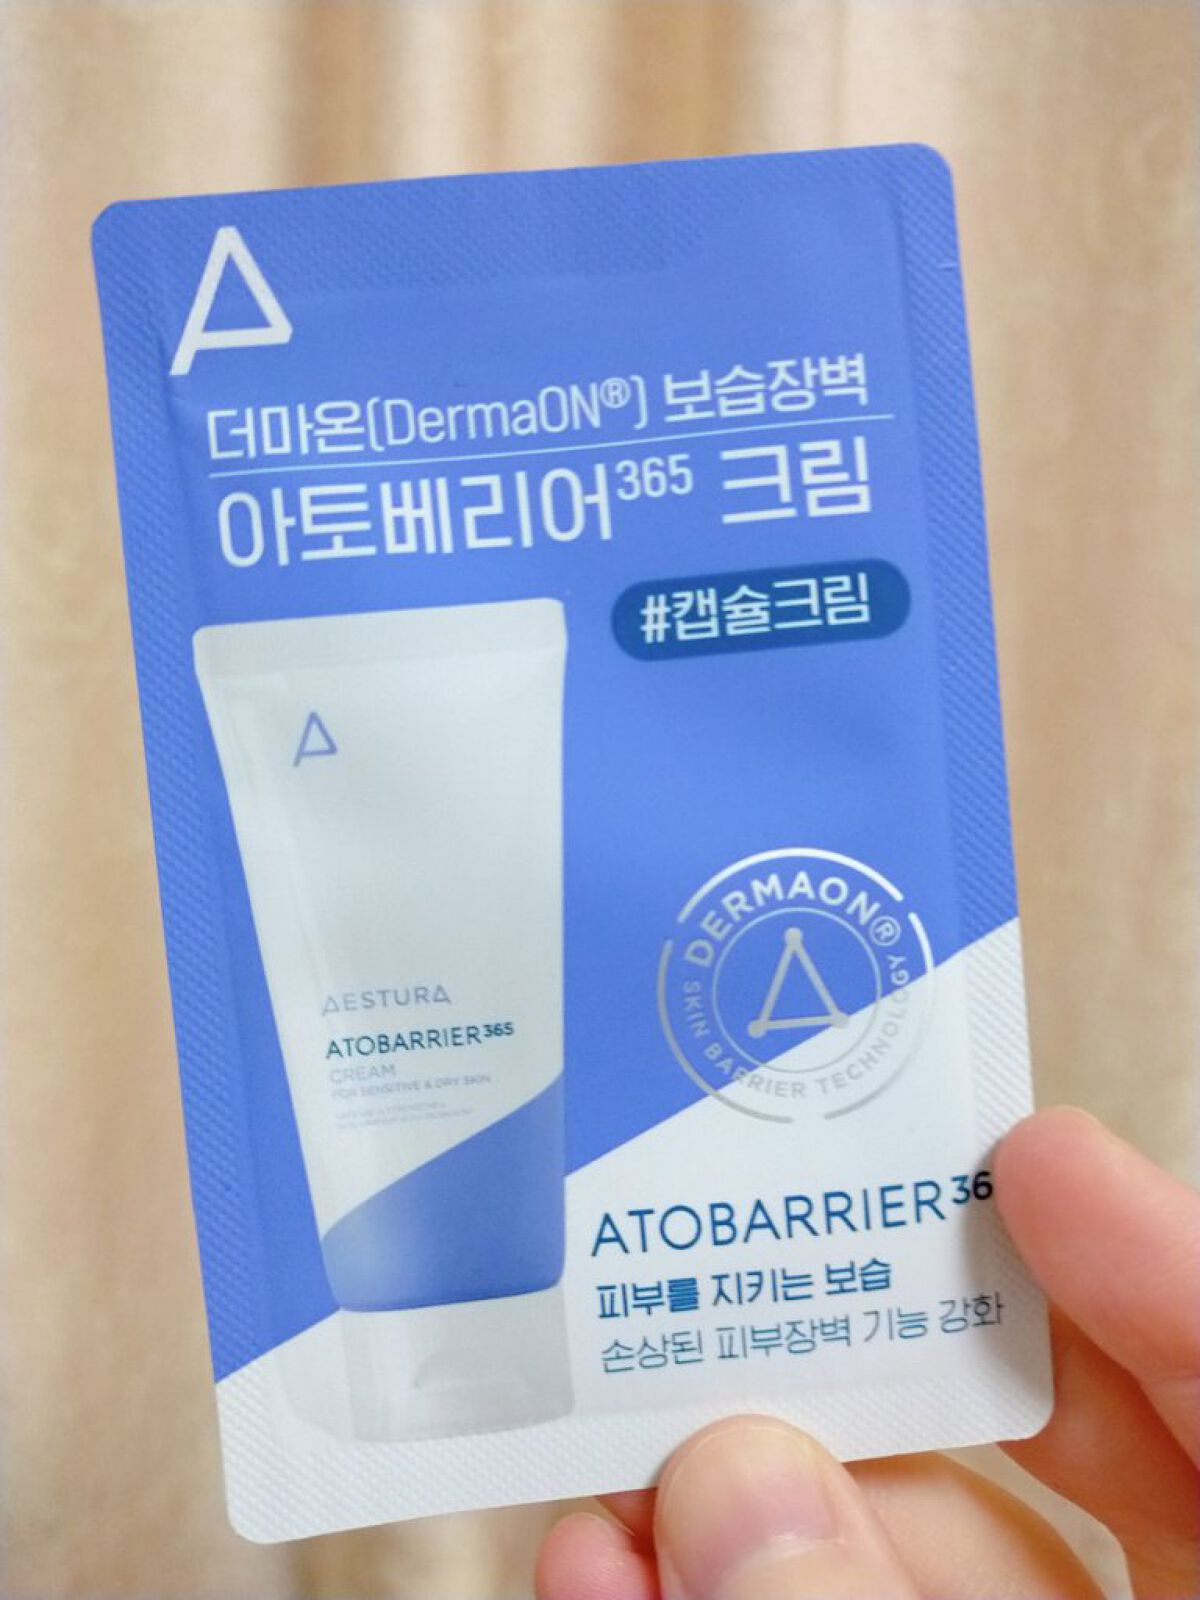 더마온(DermaON®) 보습장벽
아토베리어³⁶⁵ 크림
#캡슐크림
AESTURA
ATOBARRIER³⁶⁵
CREAM
FOR SENSITIVE & DRY SKIN
DERMAON®
SKIN BARRIER TECHNOLOGY
ATOBARRIER³⁶
피부를 지키는 보습
손상된 피부장벽 기능 강화